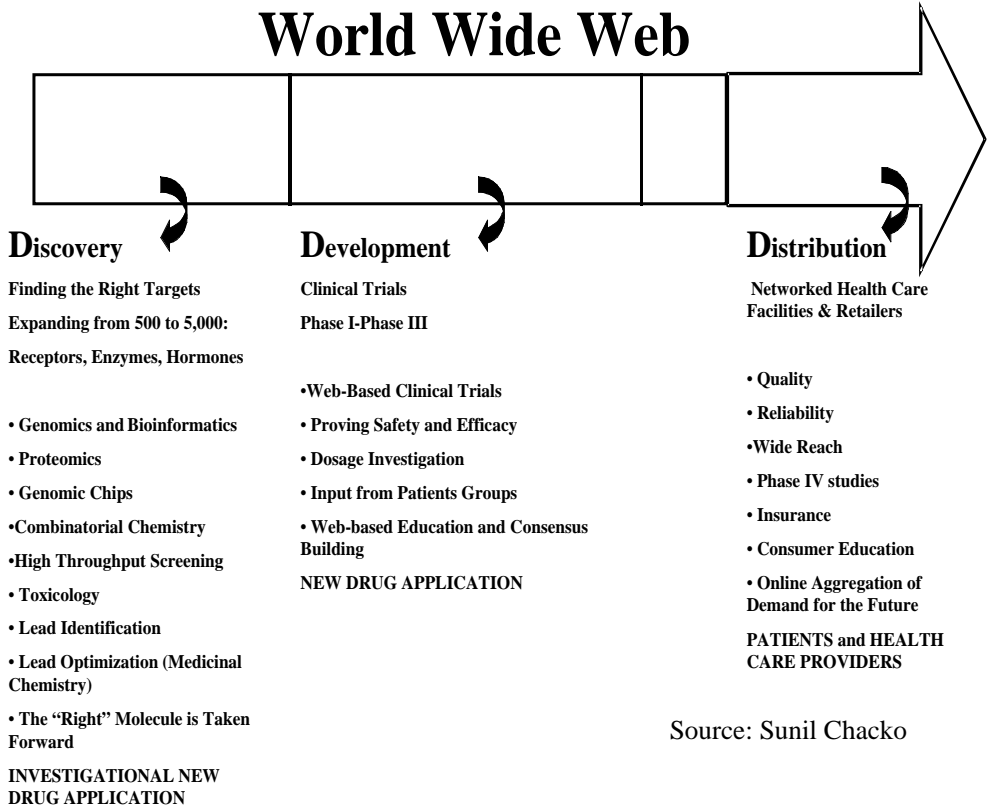 World Wide Web
Discovery
Finding the Right Targets
Expanding from 500 to 5,000:
Receptors, Enzymes, Hormones
• Genomics and Bioinformatics
• Proteomics
• Genomic Chips
•Combinatorial Chemistry
•High Throughput Screening
• Toxicology
• Lead Identification
• Lead Optimization (Medicinal
Chemistry)
• The “Right” Molecule is Taken
Forward
INVESTIGATIONAL NEW
DRUG APPLICATION
Development
Clinical Trials
Phase I-Phase III
•Web-Based Clinical Trials
• Proving Safety and Efficacy
• Dosage Investigation
• Input from Patients Groups
• Web-based Education and Consensus
Building
NEW DRUG APPLICATION
Distribution
Networked Health Care
Facilities & Retailers
• Quality
• Reliability
•Wide Reach
• Phase IV studies
• Insurance
• Consumer Education
• Online Aggregation of
Demand for the Future
PATIENTS and HEALTH
CARE PROVIDERS
Source: Sunil Chacko